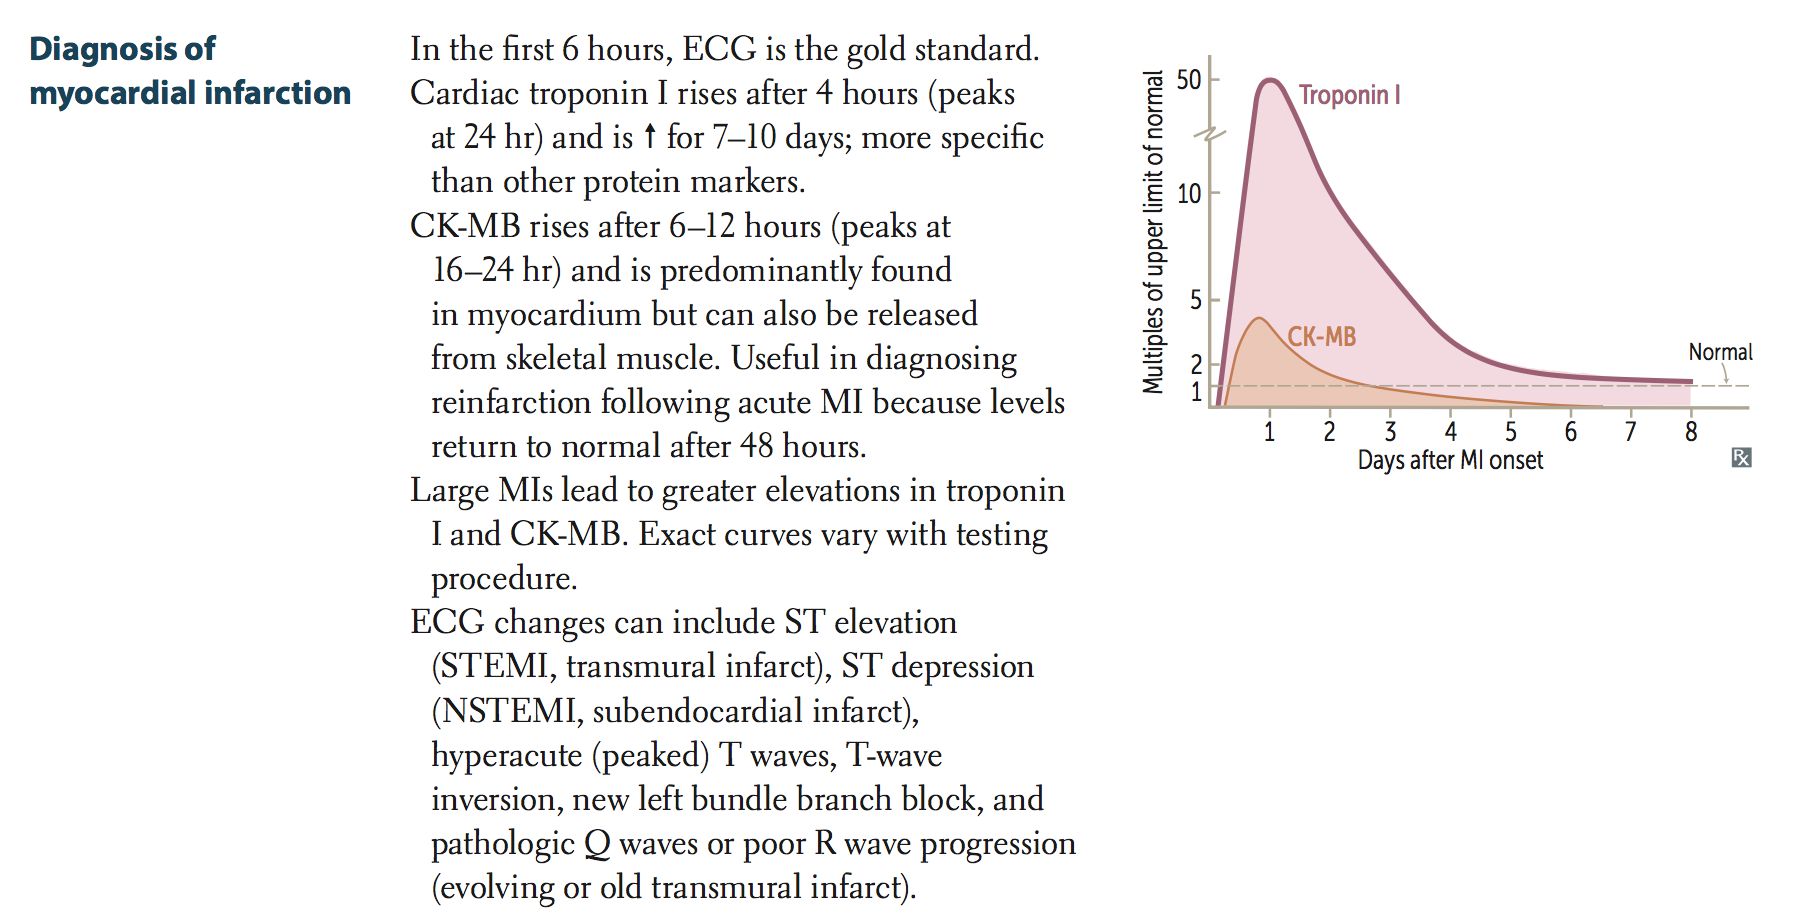 Diagnosis of
myocardial infarction
In the first 6 hours, ECG is the gold standard.
Cardiac troponin I rises after 4 hours (peaks
at 24 hr) and is ↑ for 7–10 days; more specific
than other protein markers.
CK-MB rises after 6–12 hours (peaks at
16–24 hr) and is predominantly found
in myocardium but can also be released
from skeletal muscle. Useful in diagnosing
reinfarction following acute MI because levels
return to normal after 48 hours.
Large MIs lead to greater elevations in troponin
I and CK-MB. Exact curves vary with testing
procedure.
ECG changes can include ST elevation
(STEMI, transmural infarct), ST depression
(NSTEMI, subendocardial infarct),
hyperacute (peaked) T waves, T-wave
inversion, new left bundle branch block, and
pathologic Q waves or poor R wave progression
(evolving or old transmural infarct).
Multiples of upper limit of normal
50
10
5
2
1
Troponin I
CK-MB
Normal
1 2 3 4 5 6 7 8
Days after MI onset
Rx